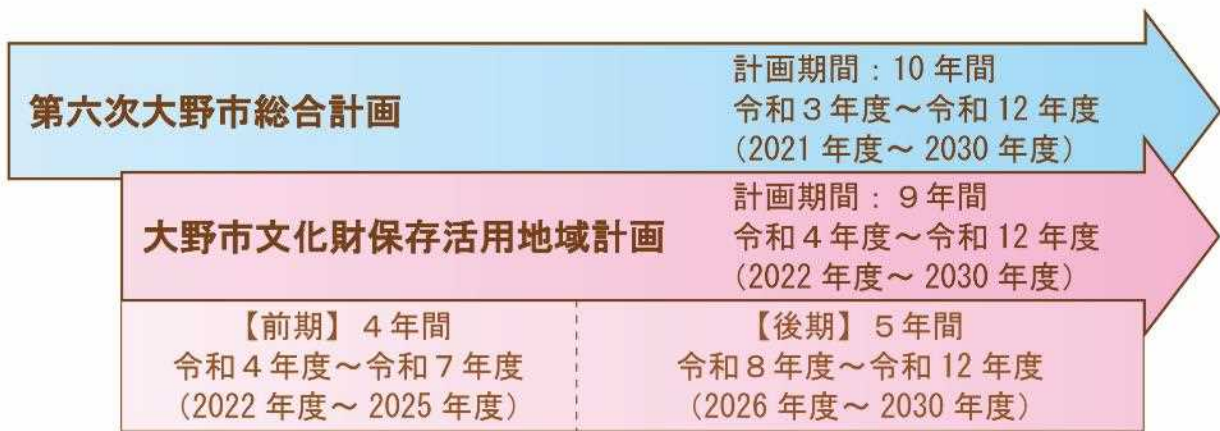 第六次大野市総合計画
計画期間：10 年間
令和３年度～令和 12 年度
（2021 年度～ 2030 年度）
大野市文化財保存活用地域計画
計画期間：９年間
令和４年度～令和 12 年度
（2022 年度～ 2030 年度）
【前期】４年間
令和４年度～令和７年度
（2022 年度～ 2025 年度）
【後期】５年間
令和８年度～令和 12 年度
（2026 年度～ 2030 年度）